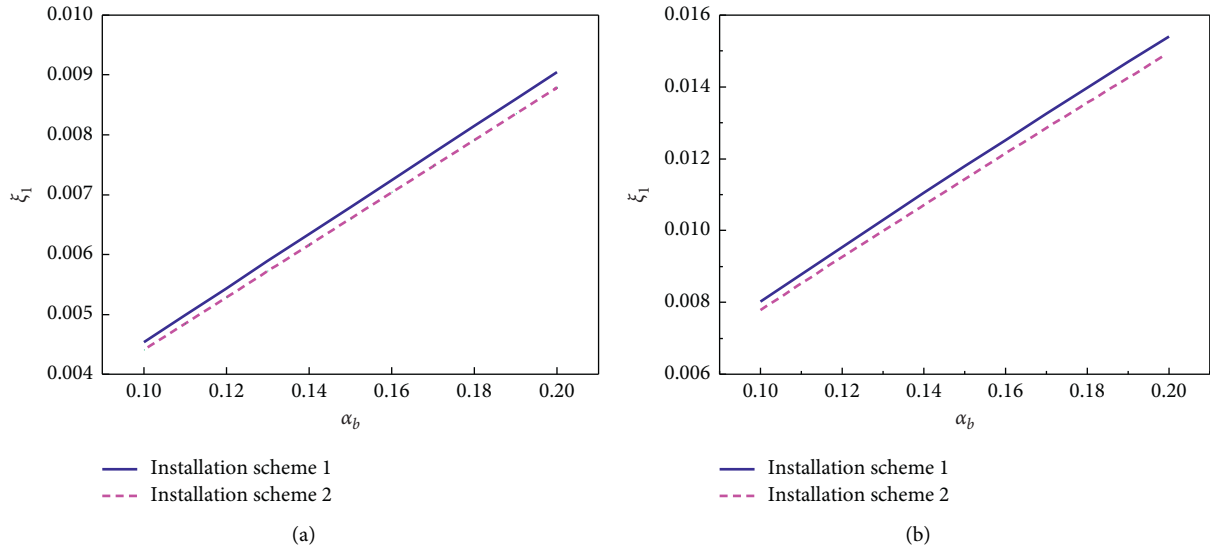 0.010
0.009
0.008
0.007
0.006
0.005
0.004
ξ1
0.10 0.12 0.14 0.16 0.18 0.20
αb
Installation scheme 1
Installation scheme 2
(a)
0.016
0.014
0.012
0.010
0.008
0.006
ξ1
0.10 0.12 0.14 0.16 0.18 0.20
αb
Installation scheme 1
Installation scheme 2
(b)